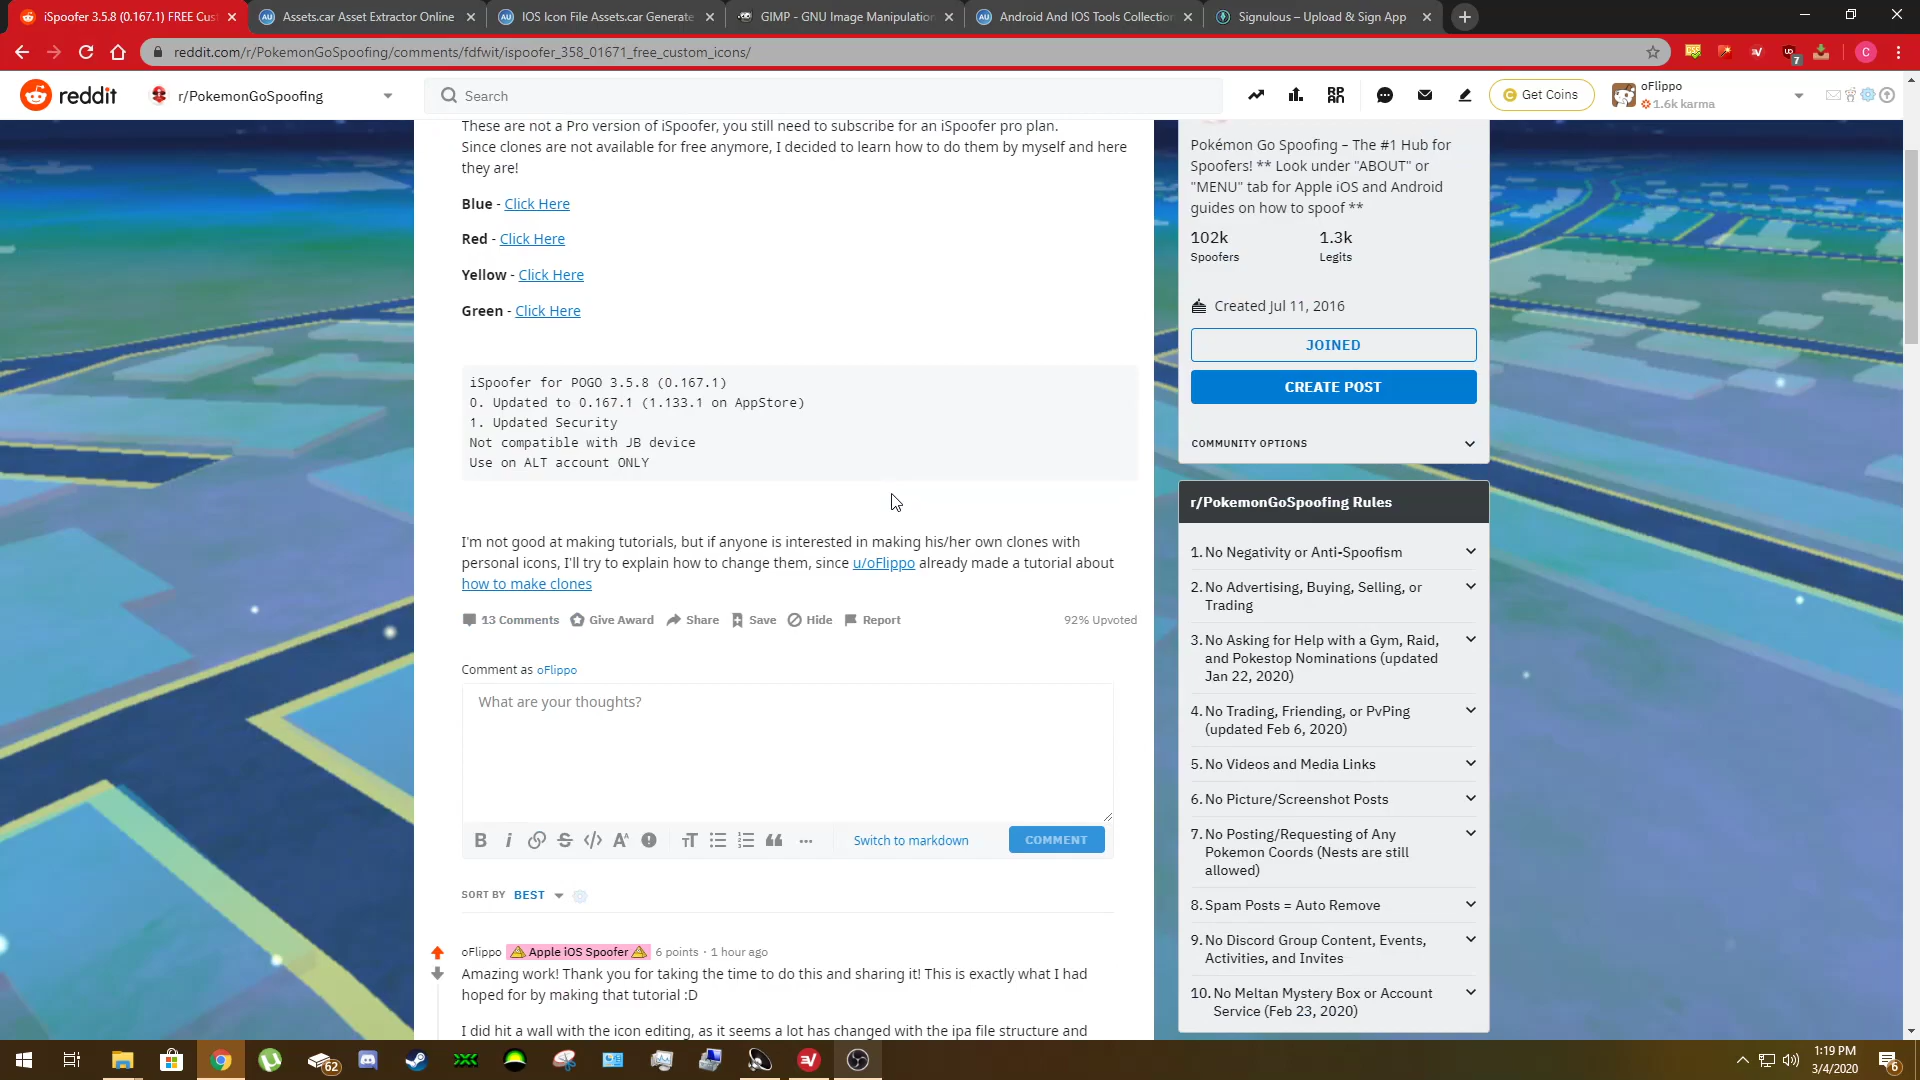 iSpoofer 3.5.8 (0.167.1) FREE Cus
Assets.car Asset Extractor Online
IOS Icon File Assets.car Generate
GIMP - GNU Image Manipulation
Android And IOS Tools Collection
Signulous – Upload & Sign App
reddit.com/r/PokemonGoSpoofing/comments/fdfwit/ispoofer_358_01671_free_custom_icons/
7
C
reddit
r/PokemonGoSpoofing
Search
Get Coins
oFlippo
1.6k karma
These are not a Pro version of iSpoofer, you still need to subscribe for an iSpoofer pro plan.
Since clones are not available for free anymore, I decided to learn how to do them by myself and here
they are!
Blue - Click Here
Red - Click Here
Yellow - Click Here
Green - Click Here
iSpoofer for POGO 3.5.8 (0.167.1)
0. Updated to 0.167.1 (1.133.1 on AppStore)
1. Updated Security
Not compatible with JB device
Use on ALT account ONLY
I'm not good at making tutorials, but if anyone is interested in making his/her own clones with
personal icons, I'll try to explain how to change them, since u/oFlippo already made a tutorial about
how to make clones
13 Comments Give Award Share Save Hide Report 92% Upvoted
Comment as oFlippo
What are your thoughts?
Switch to markdown
COMMENT
SORT BY BEST
oFlippo Apple iOS Spoofer 6 points · 1 hour ago
Amazing work! Thank you for taking the time to do this and sharing it! This is exactly what I had
hoped for by making that tutorial :D
I did hit a wall with the icon editing, as it seems a lot has changed with the ipa file structure and
Pokémon Go Spoofing – The #1 Hub for
Spoofers! ** Look under "ABOUT" or
"MENU" tab for Apple iOS and Android
guides on how to spoof **
102k 1.3k
Spoofers Legits
Created Jul 11, 2016
JOINED
CREATE POST
COMMUNITY OPTIONS
r/PokemonGoSpoofing Rules
1. No Negativity or Anti-Spoofism
2. No Advertising, Buying, Selling, or
Trading
3. No Asking for Help with a Gym, Raid,
and Pokestop Nominations (updated
Jan 22, 2020)
4. No Trading, Friending, or PvPing
(updated Feb 6, 2020)
5. No Videos and Media Links
6. No Picture/Screenshot Posts
7. No Posting/Requesting of Any
Pokemon Coords (Nests are still
allowed)
8. Spam Posts = Auto Remove
9. No Discord Group Content, Events,
Activities, and Invites
10. No Meltan Mystery Box or Account
Service (Feb 23, 2020)
62
1:19 PM
3/4/2020
6